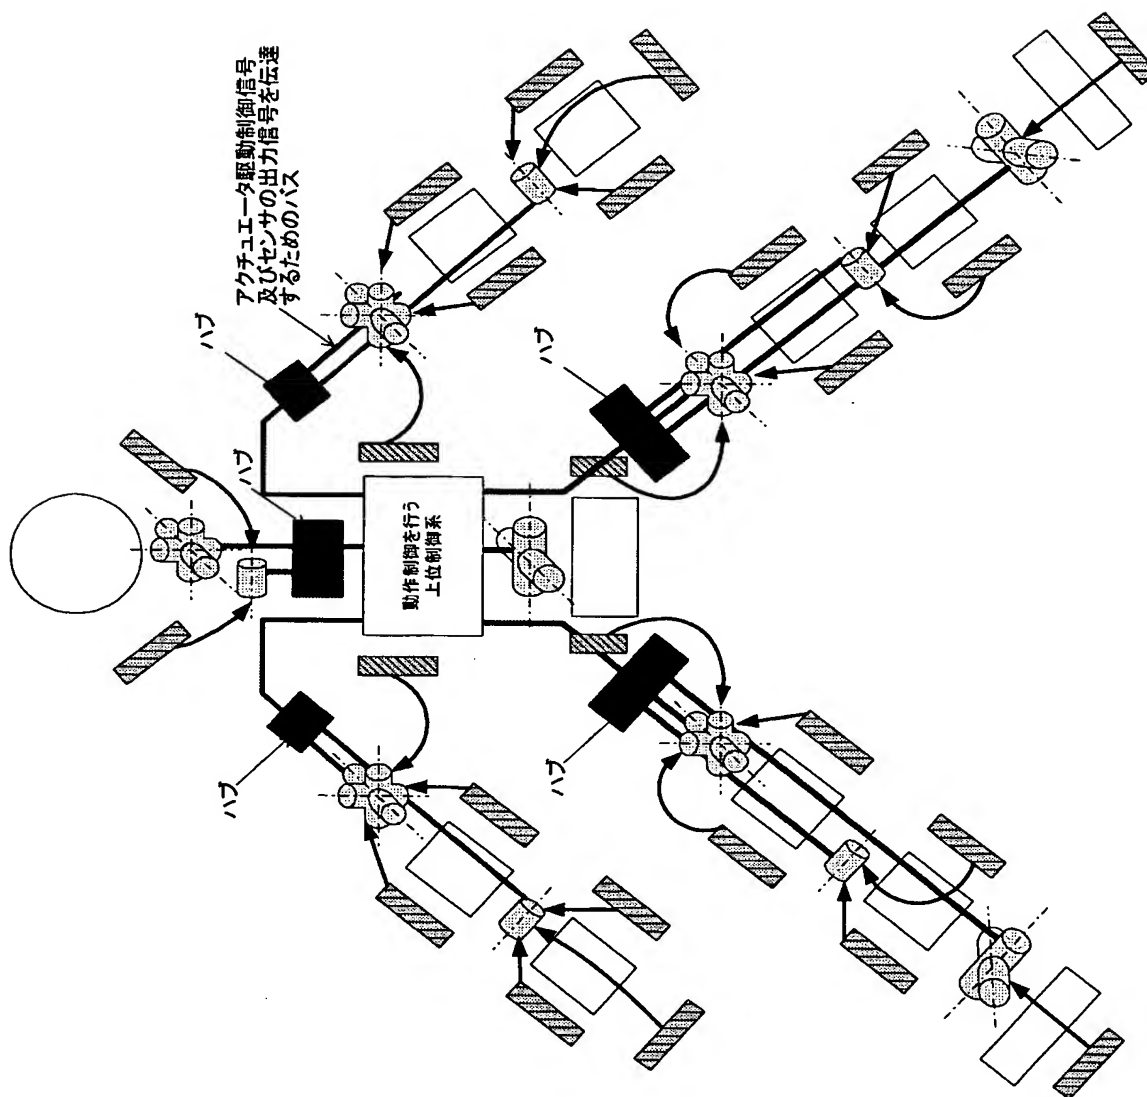 アクチュエータ駆動制御信号
及びセンサの出力信号を伝達
するためのバス
ハブ
ハブ
ハブ
動作制御を行う
上位制御系
ハブ
ハブ